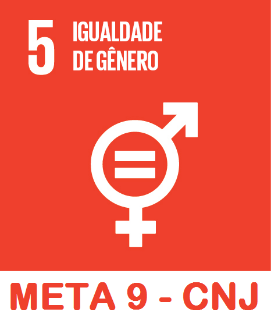 5 IGUALDADE
DE GÊNERO
META 9 - CNJ